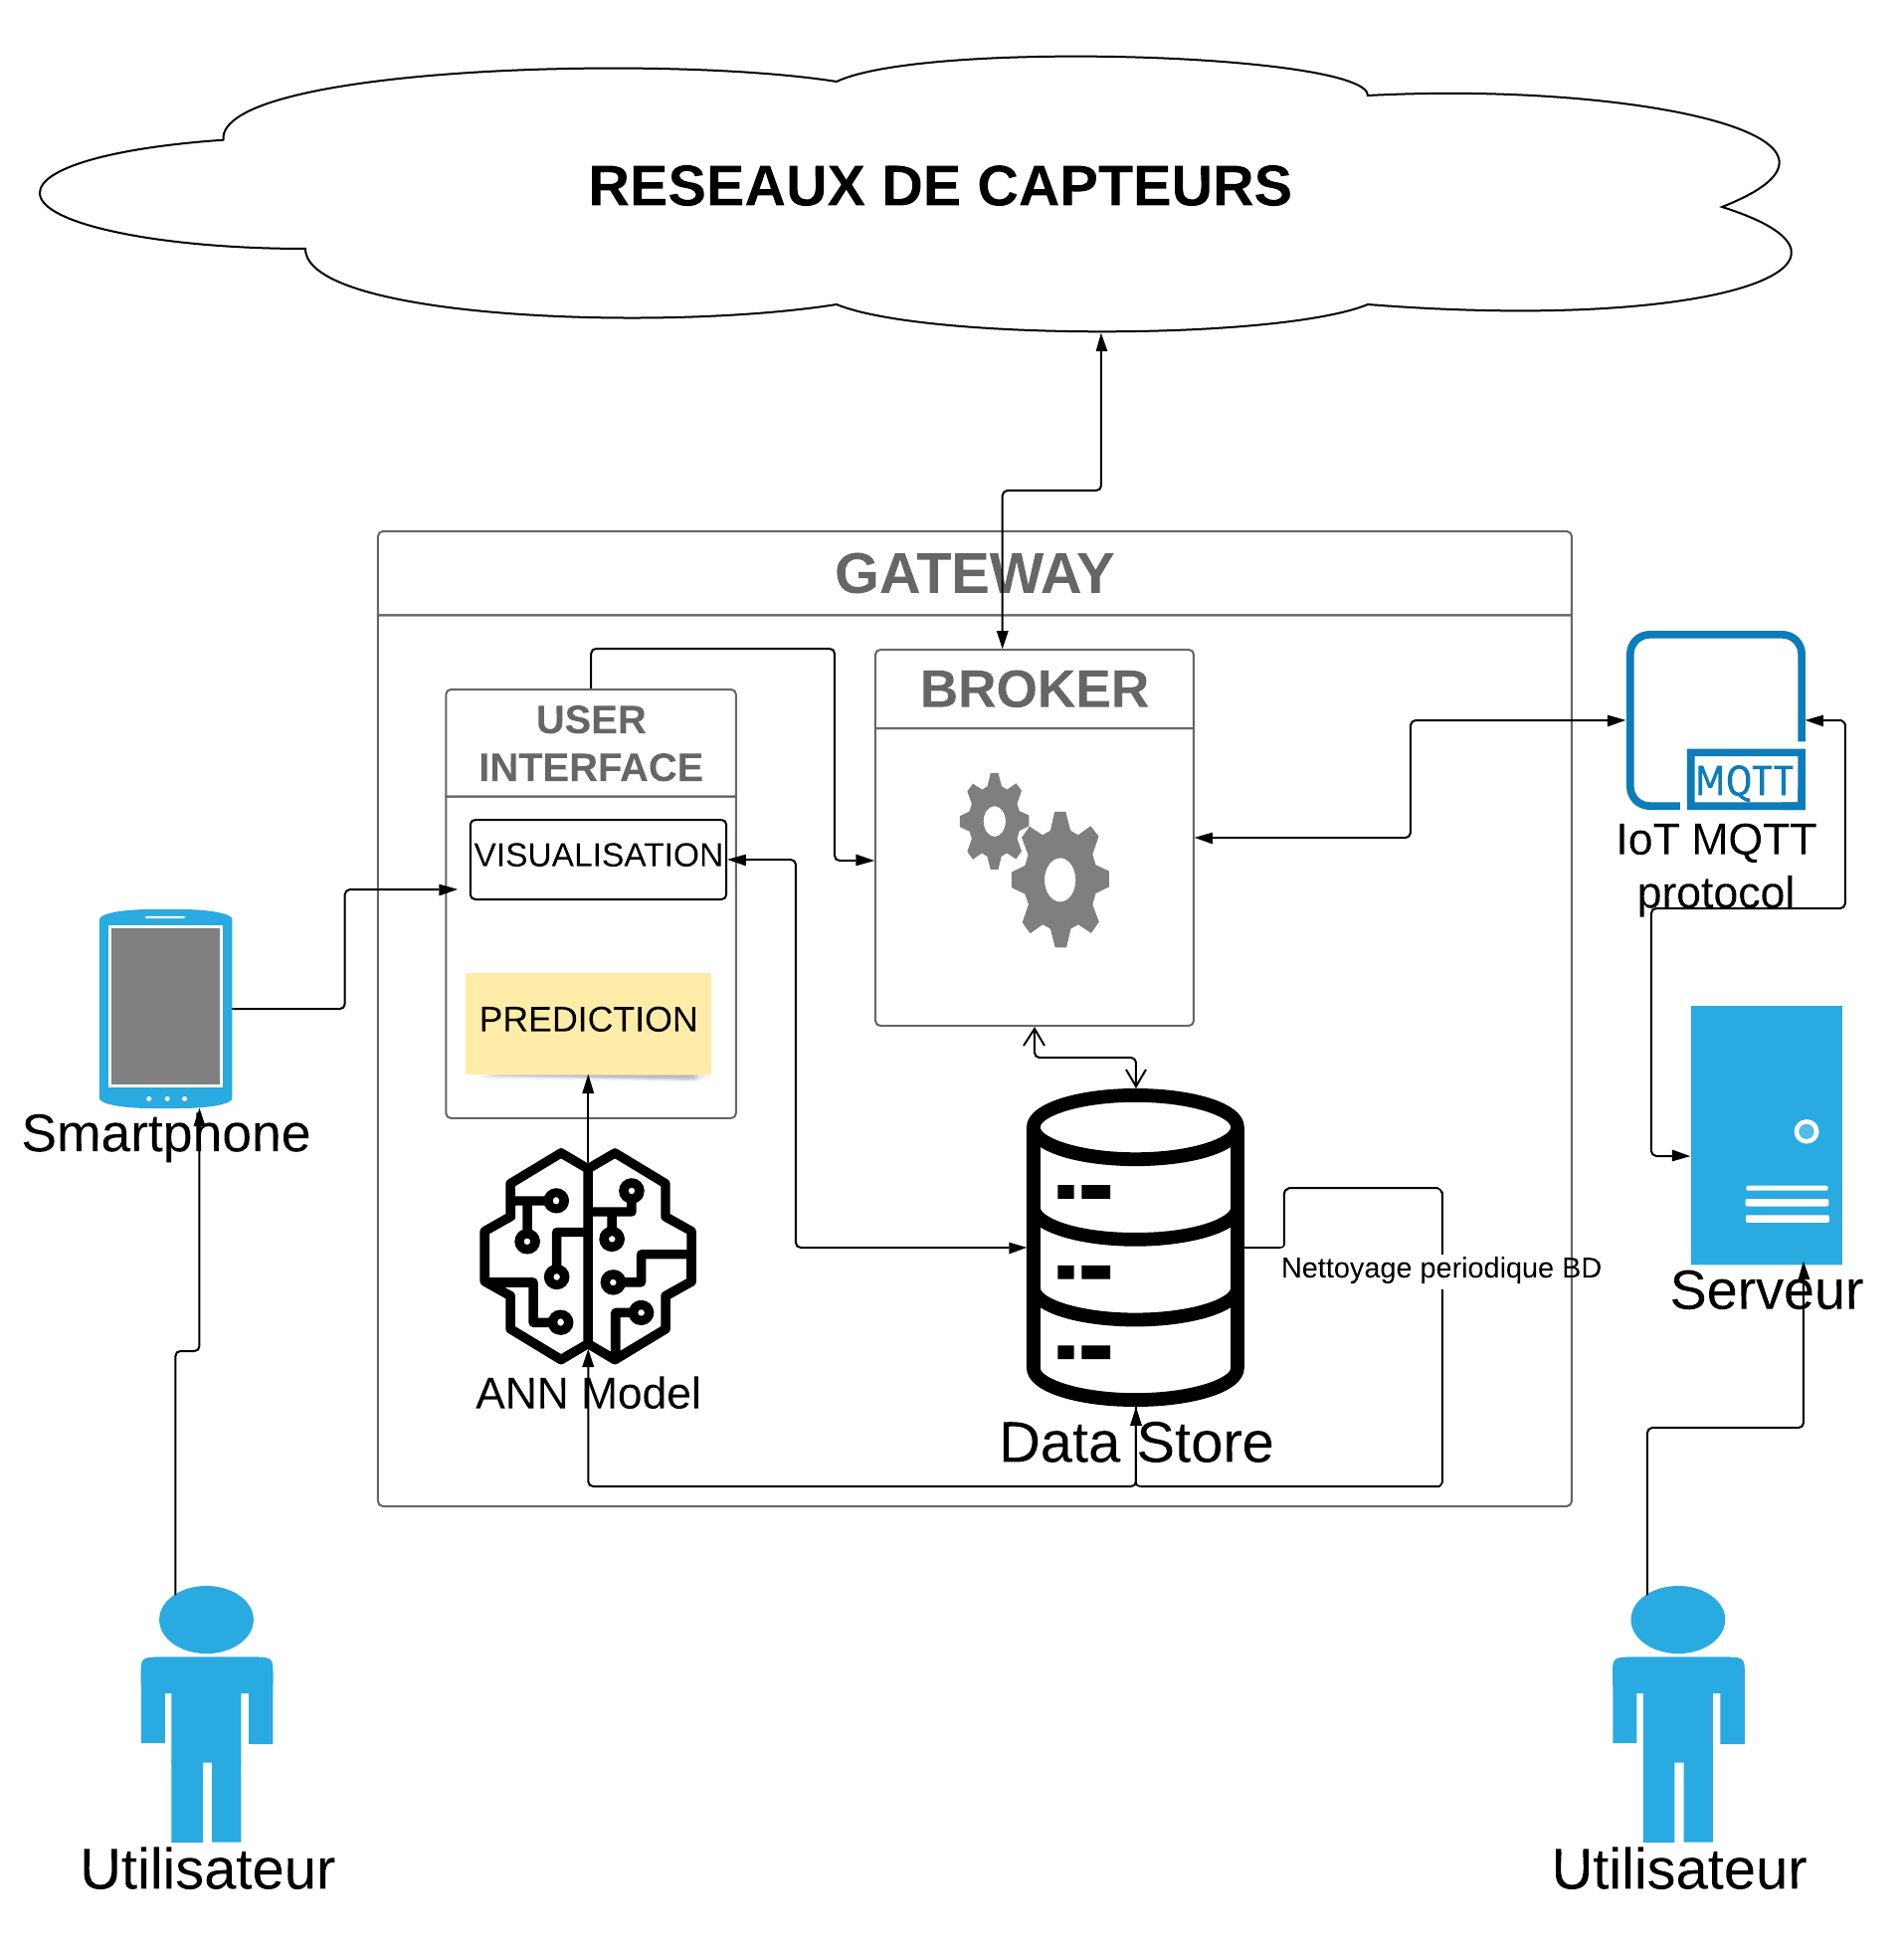 RESEAUX DE CAPTEURS
GATEWAY
BROKER
USER
INTERFACE
VISUALISATION
PREDICTION
MQTT
IoT MQTT
protocol
Smartphone
ANN Model
Data Store
Nettoyage periodique BD
Serveur
Utilisateur
Utilisateur